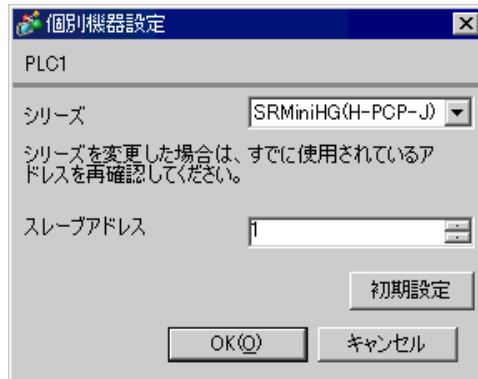 個別機器設定
PLC1
シリーズ SRMiniHG(H-PCP-J)
シリーズを変更した場合は、すでに使用されているア
ドレスを再確認してください。
スレーブアドレス 1
初期設定
OK(O) キャンセル